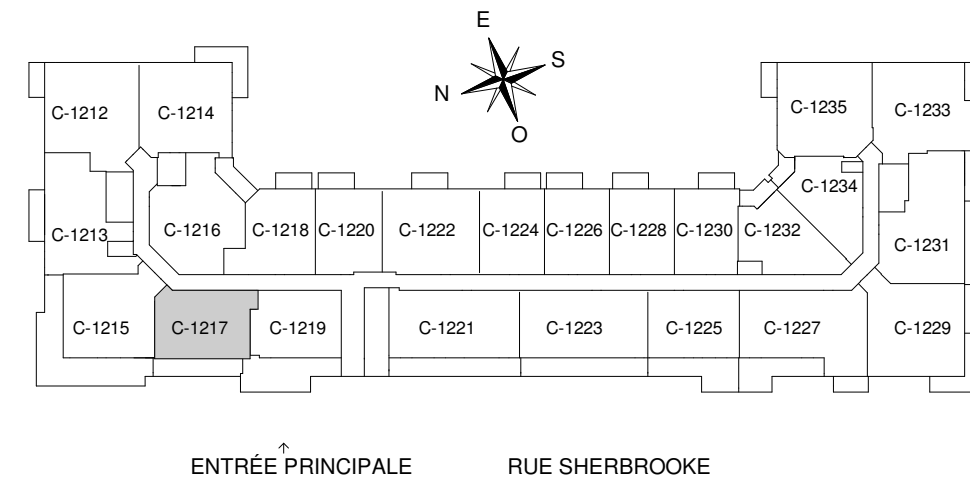 E
S
N
O
C-1212
C-1214
C-1235
C-1233
C-1234
C-1213
C-1216
C-1218
C-1220
C-1222
C-1224
C-1226
C-1228
C-1230
C-1232
C-1231
C-1215
C-1217
C-1219
C-1221
C-1223
C-1225
C-1227
C-1229
ENTRÉE PRINCIPALE
RUE SHERBROOKE